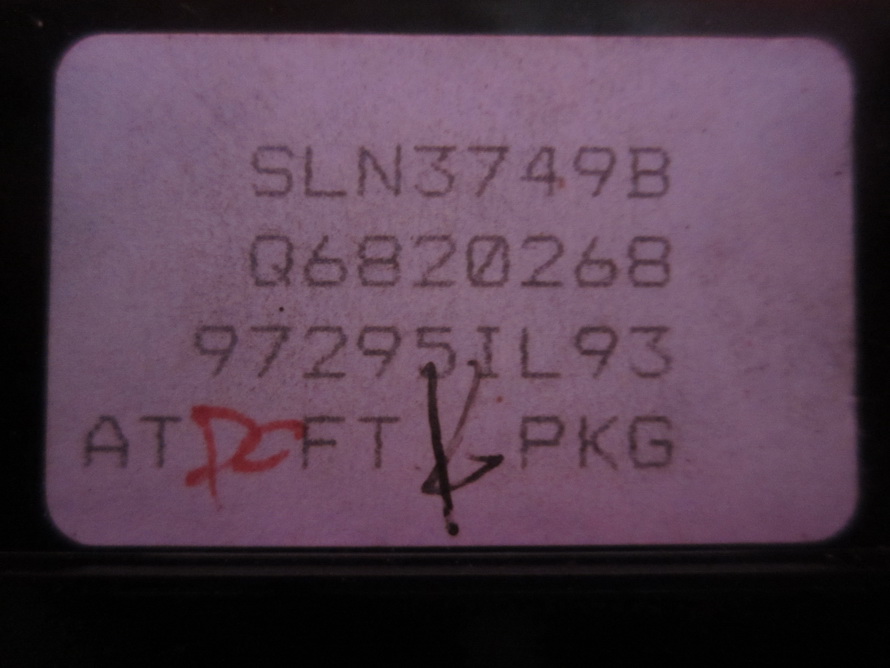 SLN3749B
Q6820268
97295IL93
AT FT PKG